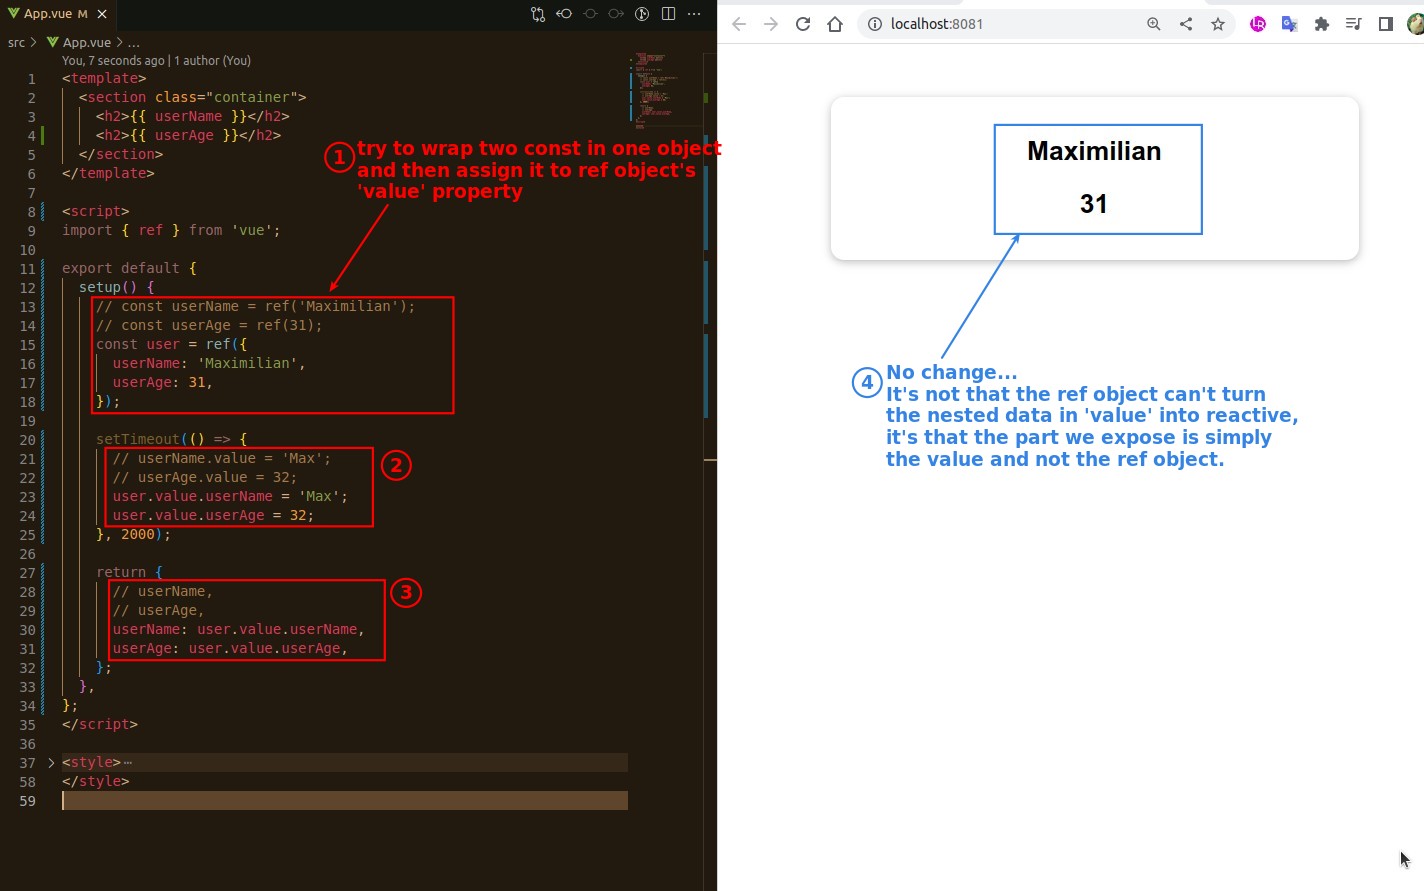 App.vue M
src > App.vue > ...
You, 7 seconds ago | 1 author (You)
1 <template>
2 <section class="container">
3 <h2>{{ userName }}</h2>
4 <h2>{{ userAge }}</h2>
5 </section>
6 </template>
7
8 <script>
9 import { ref } from 'vue';
10
11 export default {
12 setup() {
13 // const userName = ref('Maximilian');
14 // const userAge = ref(31);
15 const user = ref({
16 userName: 'Maximilian',
17 userAge: 31,
18 });
19
20 setTimeout(() => {
21 // userName.value = 'Max';
22 // userAge.value = 32;
23 user.value.userName = 'Max';
24 user.value.userAge = 32;
25 }, 2000);
26
27 return {
28 // userName,
29 // userAge,
30 userName: user.value.userName,
31 userAge: user.value.userAge,
32 };
33 },
34 };
35 </script>
36
37 <style>...
58 </style>
59
1 try to wrap two const in one object
and then assign it to ref object's
'value' property
2
3
localhost:8081
LR
Maximilian
31
4 No change...
It's not that the ref object can't turn
the nested data in 'value' into reactive,
it's that the part we expose is simply
the value and not the ref object.